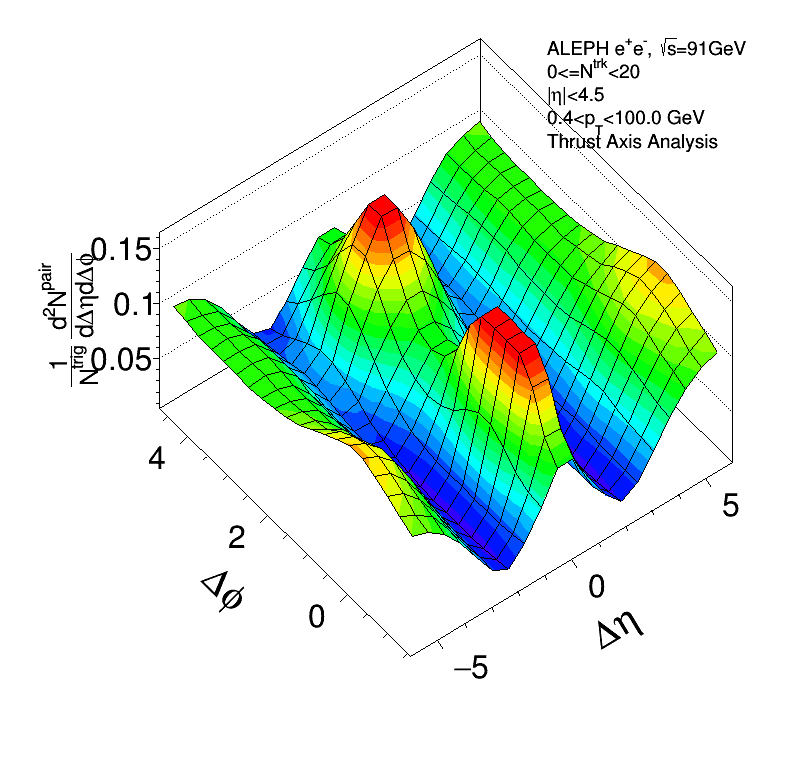 ALEPH e⁺e⁻, √s=91GeV
0<=Nᵗʳᵏ<20
|η|<4.5
0.4<p_T<100.0 GeV
Thrust Axis Analysis
1/N^trig d²N^pair/dΔηdΔϕ
0.15
0.1
0.05
4
2
0
Δϕ
−5
0
5
Δη